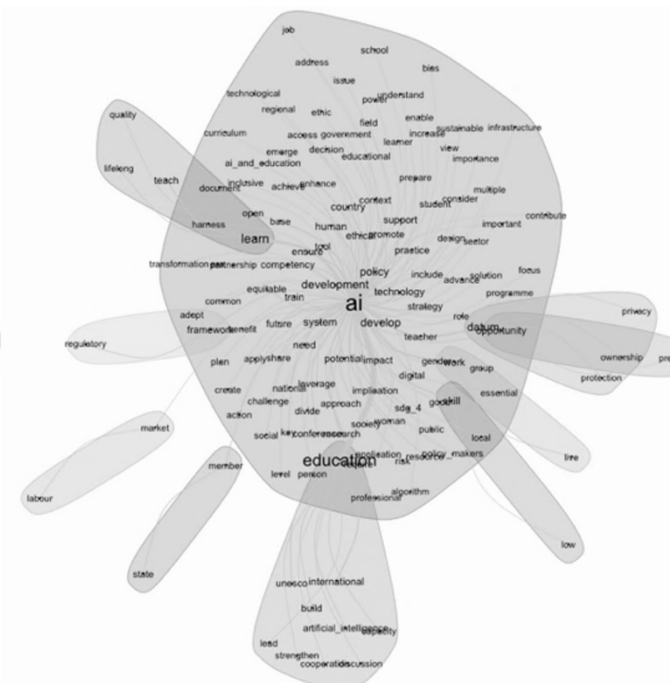 job
school
address
bies
issue
technological
understand
power
regional
ethic
enable
field
curriculum
access government
increase
sustainable
infrastructure
learner
quality
emerge
decision
view
ai_and_education
educational
importance
lifelong
teach
document
inclusive
achieve
enhance
prepare
multiple
context
student
consider
open
country
contribute
harness
base
human
support
important
learn
ethical
promote
design
sector
tool
ensure
practice
transformation
partnership
competency
policy
include
advance
solution
focus
development
equitable
technology
programme
train
common
ai
strategy
privacy
adept
role
framework
benefit
future
system
develop
datum
opportunity
teacher
regulatory
need
plan
applyshare
potential
impact
gender
work
ownership
pre
group
digital
protection
create
national
leverage
implication
essential
challenge
approach
sdg_4
skill
action
divide
market
social
key
conference
research
society
woman
public
local
application
policy_makers
education
resource
risk
live
member
level
person
algorithm
labour
professional
low
state
unesco
international
build
artificial_intelligence
capacity
lead
strengthen
cooperation
discussion